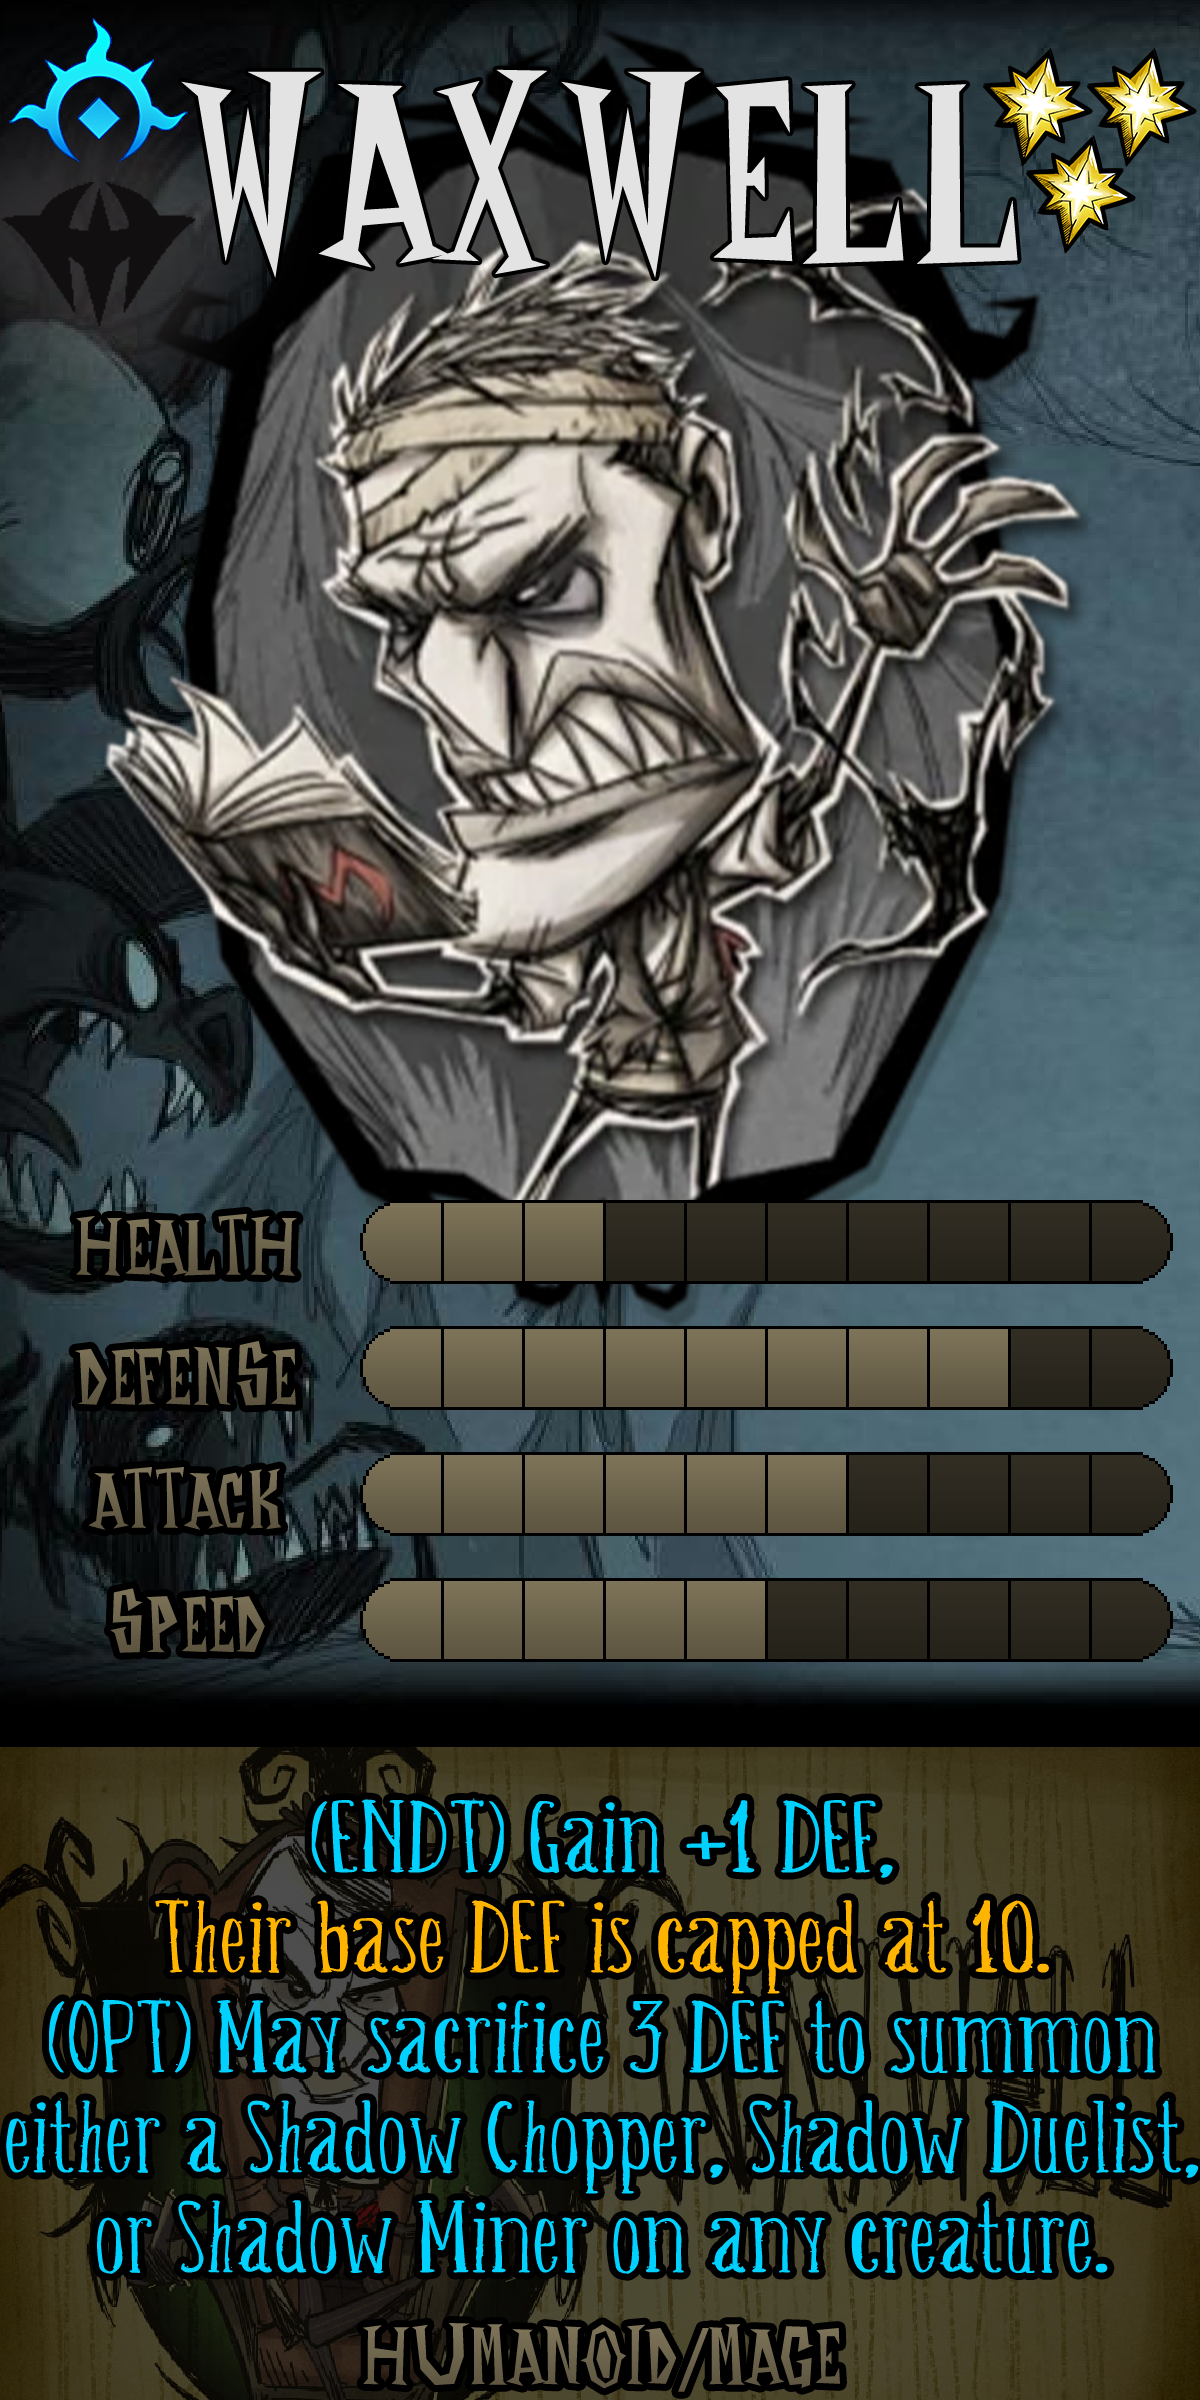 WAXWELL
HEALTH
DEFENSE
ATTACK
SPEED
(ENDT) Gain +1 DEF,
Their base DEF is capped at 10.
(OPT) May sacrifice 3 DEF to summon
either a Shadow Chopper, Shadow Duelist,
or Shadow Miner on any creature.
HUMANOID/MAGE